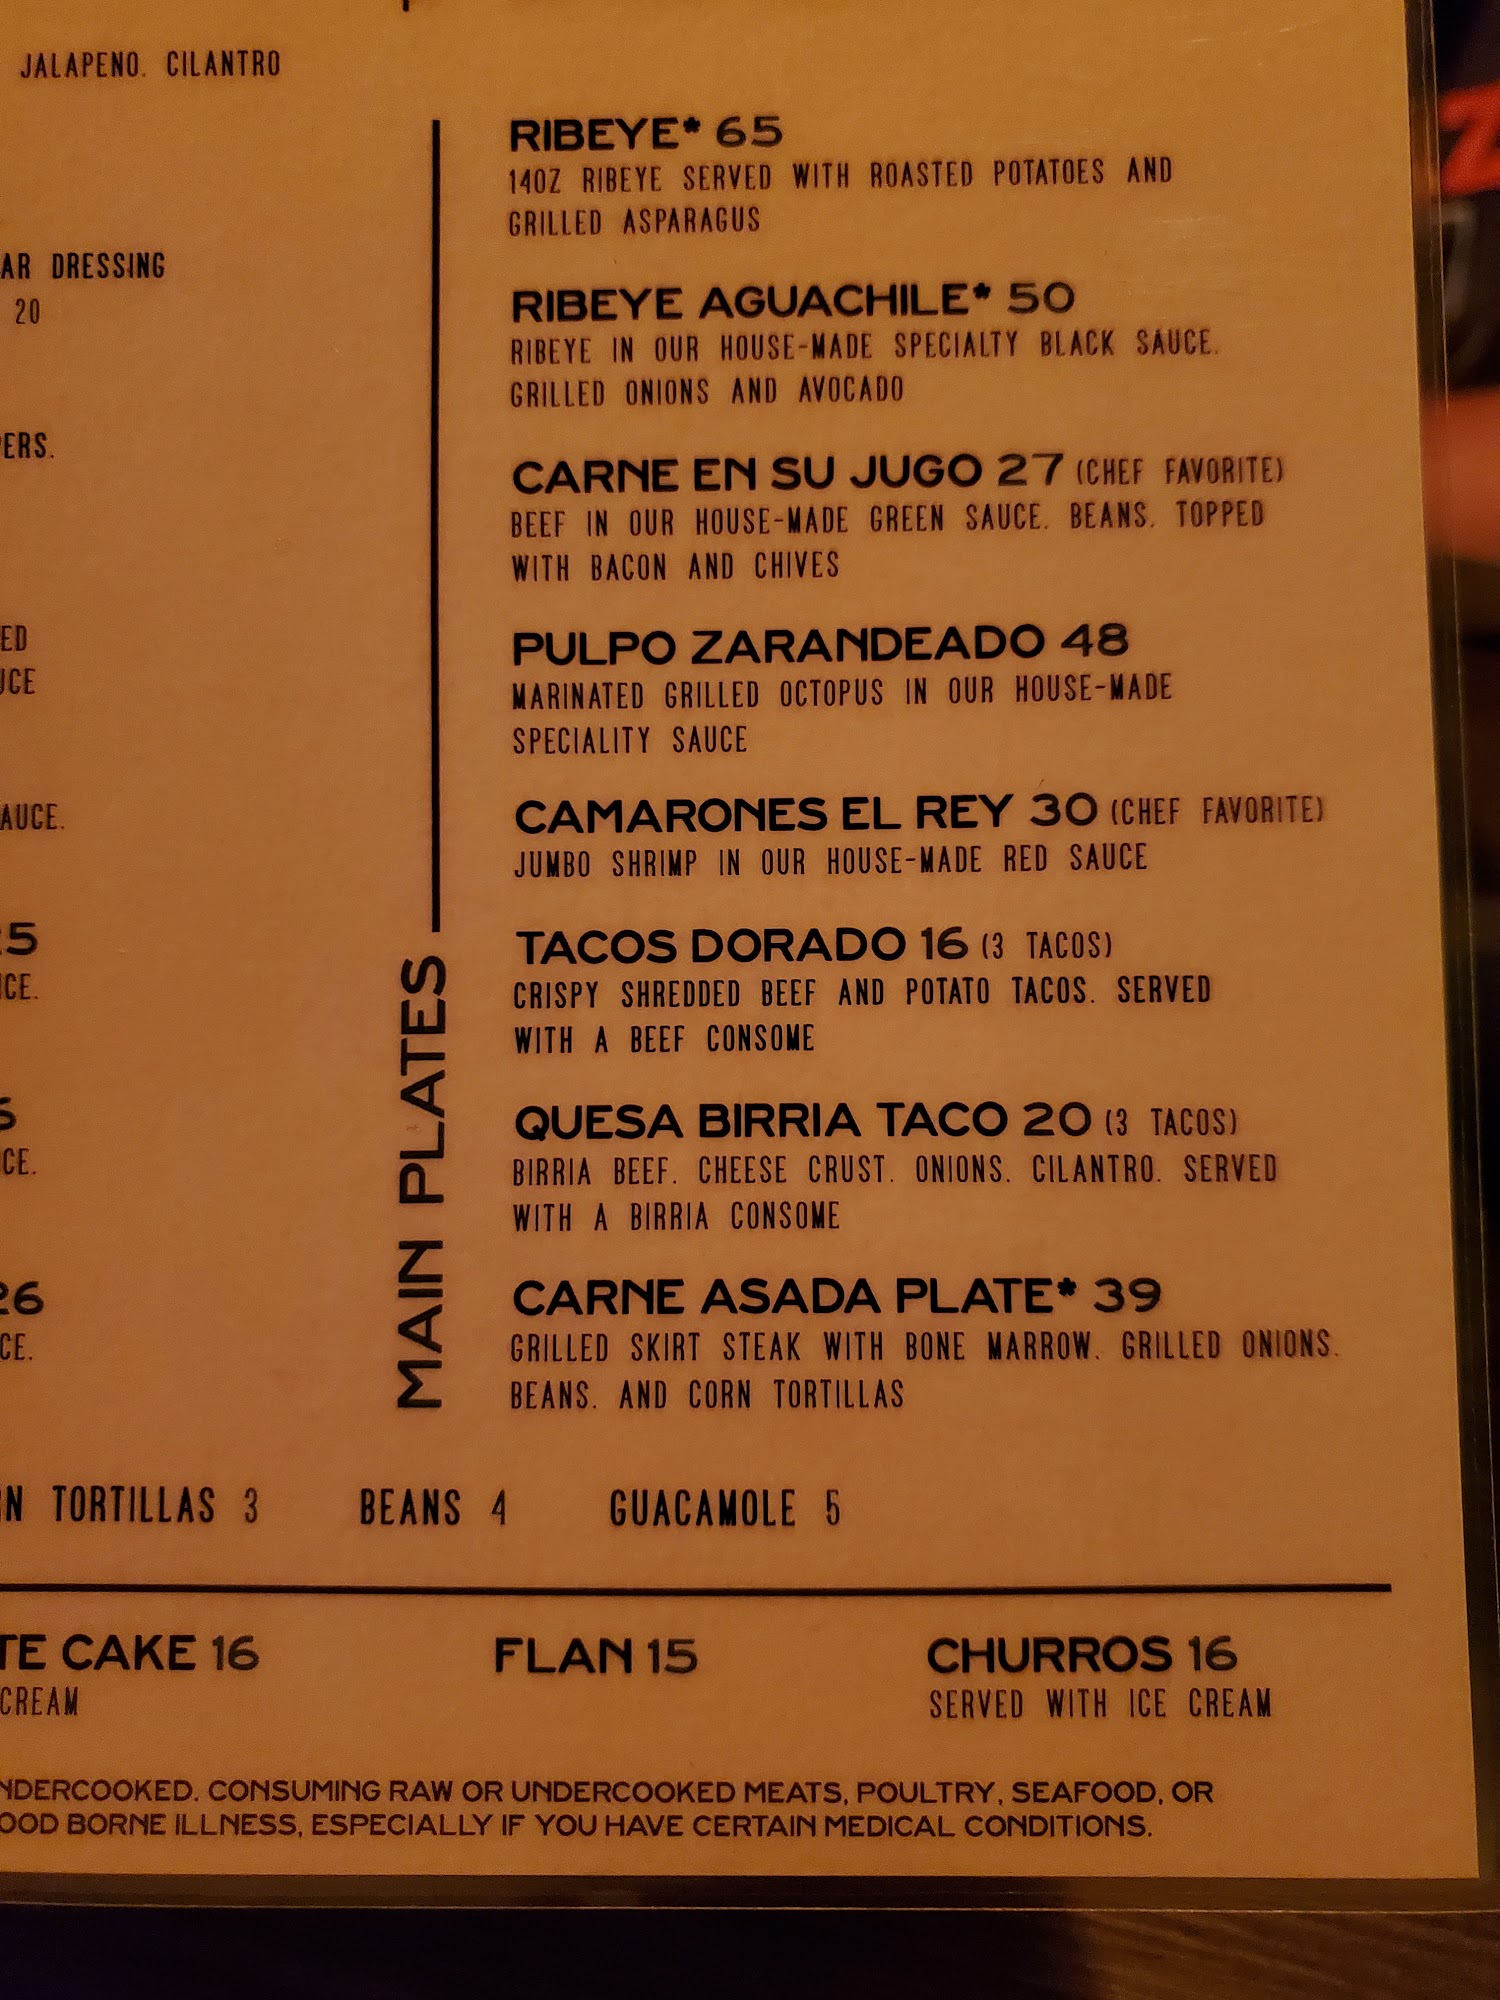 JALAPENO. CILANTRO
AR DRESSING
20
PERS.
ED
UCE
AUCE.
25
ICE.
CE.
26
CE.
MAIN PLATES
RIBEYE* 65
14OZ RIBEYE SERVED WITH ROASTED POTATOES AND
GRILLED ASPARAGUS
RIBEYE AGUACHILE* 50
RIBEYE IN OUR HOUSE-MADE SPECIALTY BLACK SAUCE.
GRILLED ONIONS AND AVOCADO
CARNE EN SU JUGO 27 (CHEF FAVORITE)
BEEF IN OUR HOUSE-MADE GREEN SAUCE. BEANS. TOPPED
WITH BACON AND CHIVES
PULPO ZARANDEADO 48
MARINATED GRILLED OCTOPUS IN OUR HOUSE-MADE
SPECIALITY SAUCE
CAMARONES EL REY 30 (CHEF FAVORITE)
JUMBO SHRIMP IN OUR HOUSE-MADE RED SAUCE
TACOS DORADO 16 (3 TACOS)
CRISPY SHREDDED BEEF AND POTATO TACOS. SERVED
WITH A BEEF CONSOME
QUESA BIRRIA TACO 20 (3 TACOS)
BIRRIA BEEF. CHEESE CRUST. ONIONS. CILANTRO. SERVED
WITH A BIRRIA CONSOME
CARNE ASADA PLATE* 39
GRILLED SKIRT STEAK WITH BONE MARROW. GRILLED ONIONS.
BEANS. AND CORN TORTILLAS
RN TORTILLAS 3 BEANS 4 GUACAMOLE 5
TE CAKE 16 FLAN 15 CHURROS 16
CREAM SERVED WITH ICE CREAM
NDERCOOKED. CONSUMING RAW OR UNDERCOOKED MEATS, POULTRY, SEAFOOD, OR
OOD BORNE ILLNESS, ESPECIALLY IF YOU HAVE CERTAIN MEDICAL CONDITIONS.